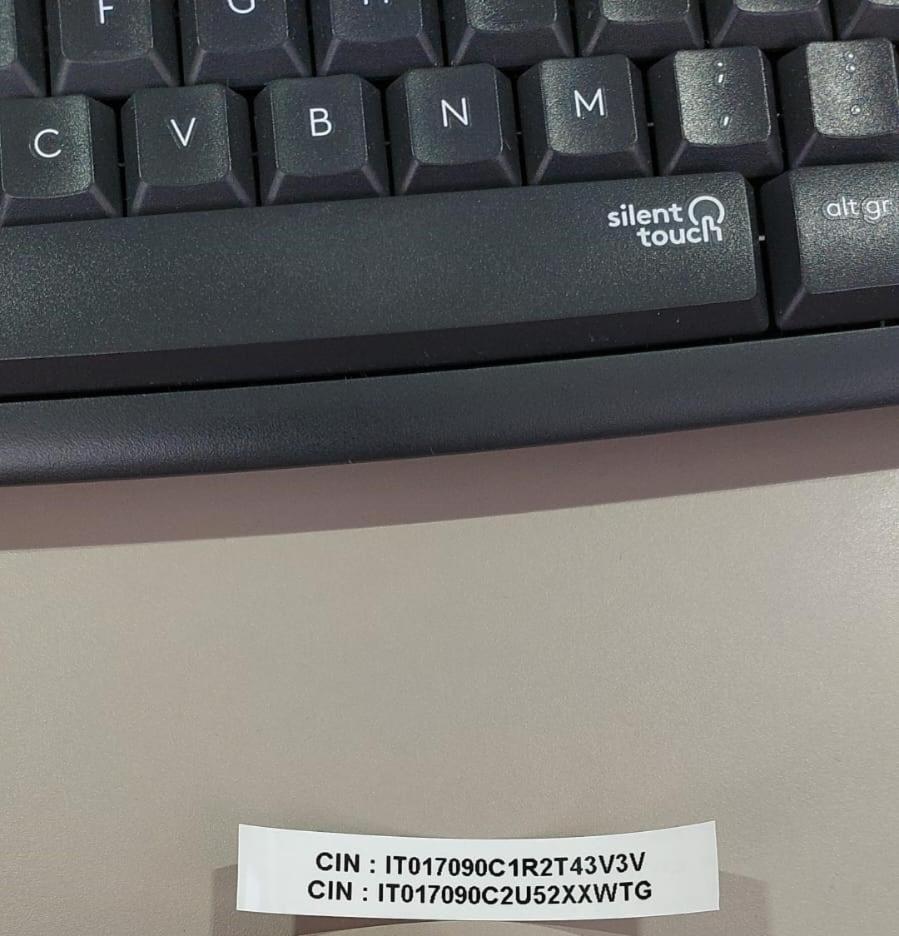 F G H
C V B N M ; , : .
silent
touch
alt gr
CIN : IT017090C1R2T43V3V
CIN : IT017090C2U52XXWTG